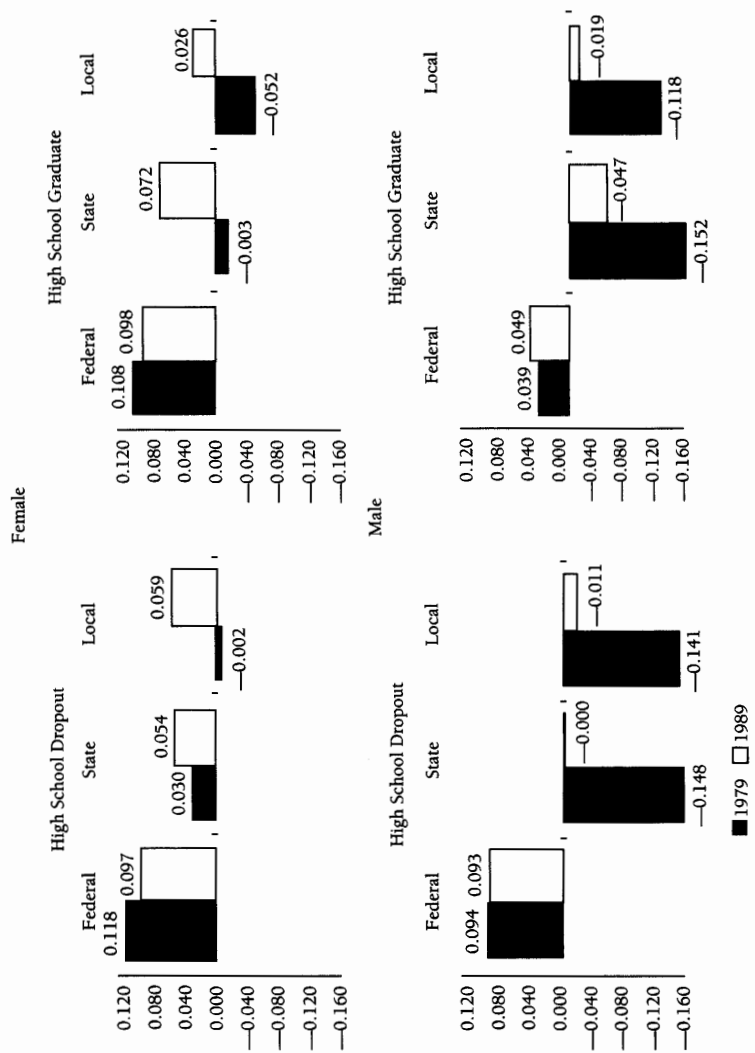 Female
High School Dropout
Federal State Local
0.118 0.097 0.030 0.054 —0.002 0.059
0.120
0.080
0.040
0.000
—0.040
—0.080
—0.120
—0.160
High School Graduate
Federal State Local
0.108 0.098 —0.003 0.072 —0.052 0.026
0.120
0.080
0.040
0.000
—0.040
—0.080
—0.120
—0.160
Male
High School Dropout
Federal State Local
0.094 0.093 —0.148 —0.000 —0.141 —0.011
0.120
0.080
0.040
0.000
—0.040
—0.080
—0.120
—0.160
High School Graduate
Federal State Local
0.039 0.049 —0.152 —0.047 —0.118 —0.019
0.120
0.080
0.040
0.000
—0.040
—0.080
—0.120
—0.160
1979 1989